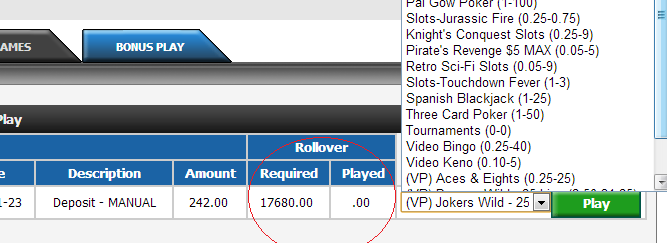 Pai Gow Poker (1-100)
Slots-Jurassic Fire (0.25-0.75)
Knight's Conquest Slots (0.25-9)
Pirate's Revenge $5 MAX (0.05-5)
Retro Sci-Fi Slots (0.05-9)
Slots-Touchdown Fever (1-3)
Spanish Blackjack (1-25)
Three Card Poker (1-50)
Tournaments (0-0)
Video Bingo (0.25-40)
Video Keno (0.10-5)
(VP) Aces & Eights (0.25-25)
AMES BONUS PLAY
Play
Rollover
e Description Amount Required Played
1-23 Deposit - MANUAL 242.00 17680.00 .00 (VP) Jokers Wild - 25 Play